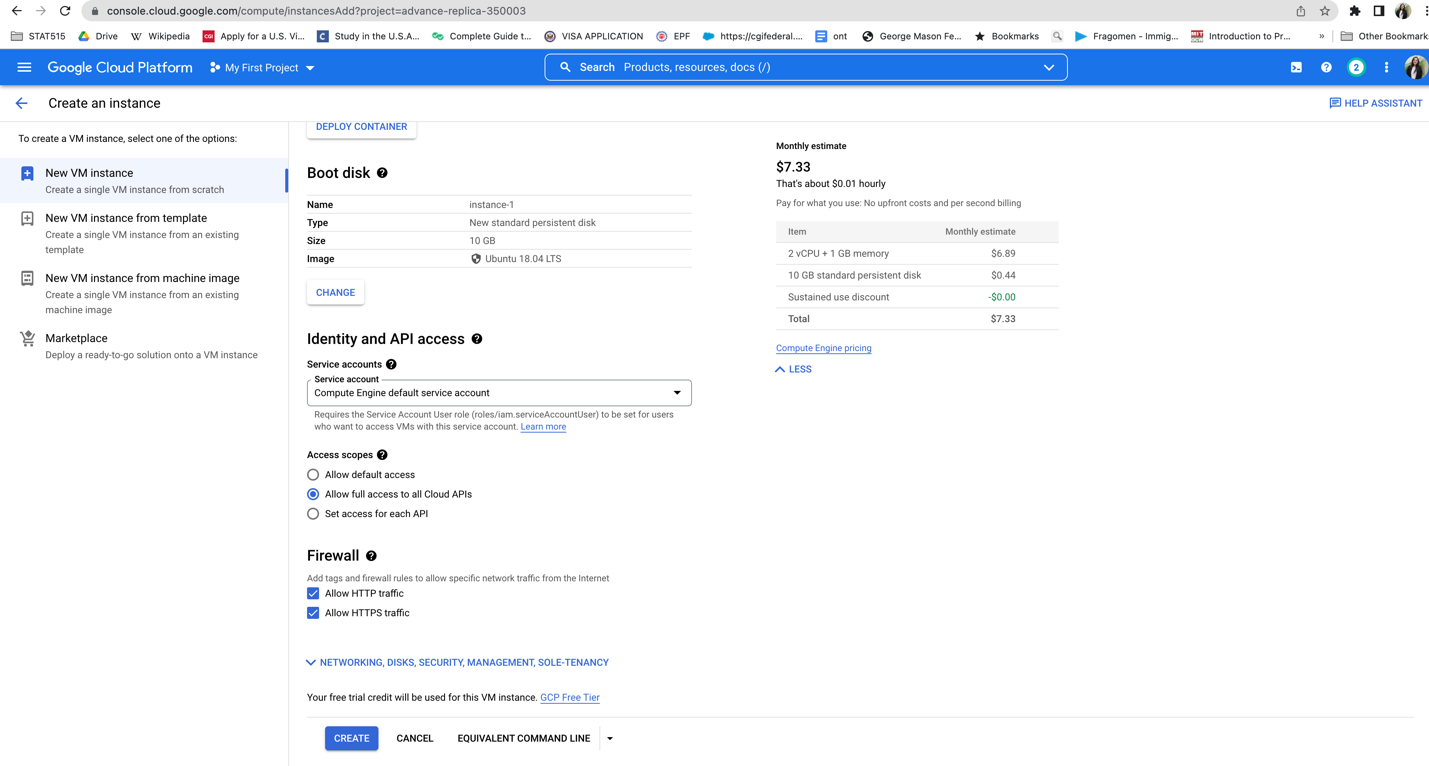 console.cloud.google.com/compute/instancesAdd?project=advance-replica-350003
STAT515 Drive W Wikipedia CGI Apply for a U.S. Vi... C Study in the U.S.A... Complete Guide t... VISA APPLICATION EPF https://cgifederal.... ont George Mason Fe... Bookmarks Fragomen - Immig... MIT Introduction to Pr... » Other Bookmark
Google Cloud Platform My First Project Search Products, resources, docs (/) 2
Create an instance HELP ASSISTANT
To create a VM instance, select one of the options:
New VM instance
Create a single VM instance from scratch
New VM instance from template
Create a single VM instance from an existing
template
New VM instance from machine image
Create a single VM instance from an existing
machine image
Marketplace
Deploy a ready-to-go solution onto a VM instance
DEPLOY CONTAINER
Boot disk
Name instance-1
Type New standard persistent disk
Size 10 GB
Image Ubuntu 18.04 LTS
CHANGE
Identity and API access
Service accounts
Service account
Compute Engine default service account
Requires the Service Account User role (roles/iam.serviceAccountUser) to be set for users
who want to access VMs with this service account. Learn more
Access scopes
Allow default access
Allow full access to all Cloud APIs
Set access for each API
Firewall
Add tags and firewall rules to allow specific network traffic from the Internet
Allow HTTP traffic
Allow HTTPS traffic
NETWORKING, DISKS, SECURITY, MANAGEMENT, SOLE-TENANCY
Your free trial credit will be used for this VM instance. GCP Free Tier
CREATE CANCEL EQUIVALENT COMMAND LINE
Monthly estimate
$7.33
That's about $0.01 hourly
Pay for what you use: No upfront costs and per second billing
Item Monthly estimate
2 vCPU + 1 GB memory $6.89
10 GB standard persistent disk $0.44
Sustained use discount -$0.00
Total $7.33
Compute Engine pricing
LESS